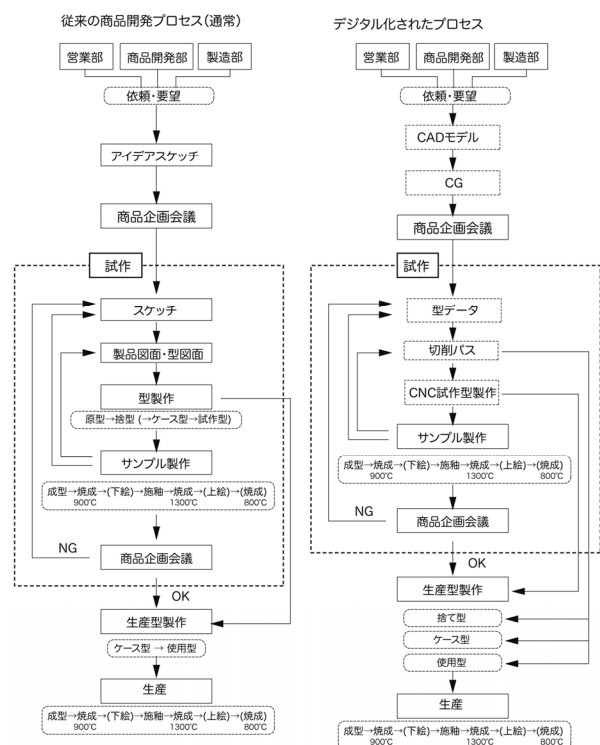 従来の商品開発プロセス(通常)
営業部
商品開発部
製造部
依頼・要望
アイデアスケッチ
商品企画会議
試作
スケッチ
製品図面・型図面
型製作
原型→捨型 (→ケース型→試作型)
サンプル製作
成型→焼成→(下絵)→施釉→焼成→(上絵)→(焼成)
900℃ 1300℃ 800℃
NG
商品企画会議
OK
生産型製作
ケース型 → 使用型
生産
成型→焼成→(下絵)→施釉→焼成→(上絵)→(焼成)
900℃ 1300℃ 800℃
デジタル化されたプロセス
営業部
商品開発部
製造部
依頼・要望
CADモデル
CG
商品企画会議
試作
型データ
切削パス
CNC試作型製作
サンプル製作
成型→焼成→(下絵)→施釉→焼成→(上絵)→(焼成)
900℃ 1300℃ 800℃
NG
商品企画会議
OK
生産型製作
捨て型
ケース型
使用型
生産
成型→焼成→(下絵)→施釉→焼成→(上絵)→(焼成)
900℃ 1300℃ 800℃